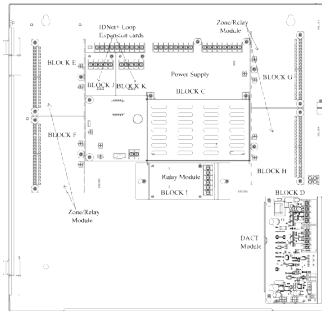 IDNet+ Loop
Expansion cards
Zone/Relay
Module
BLOCK E
BLOCK J
BLOCK K
Power Supply
BLOCK G
BLOCK C
BLOCK F
BLOCK H
Relay Module
BLOCK I
BLOCK D
Zone/Relay
Module
DACT
Module